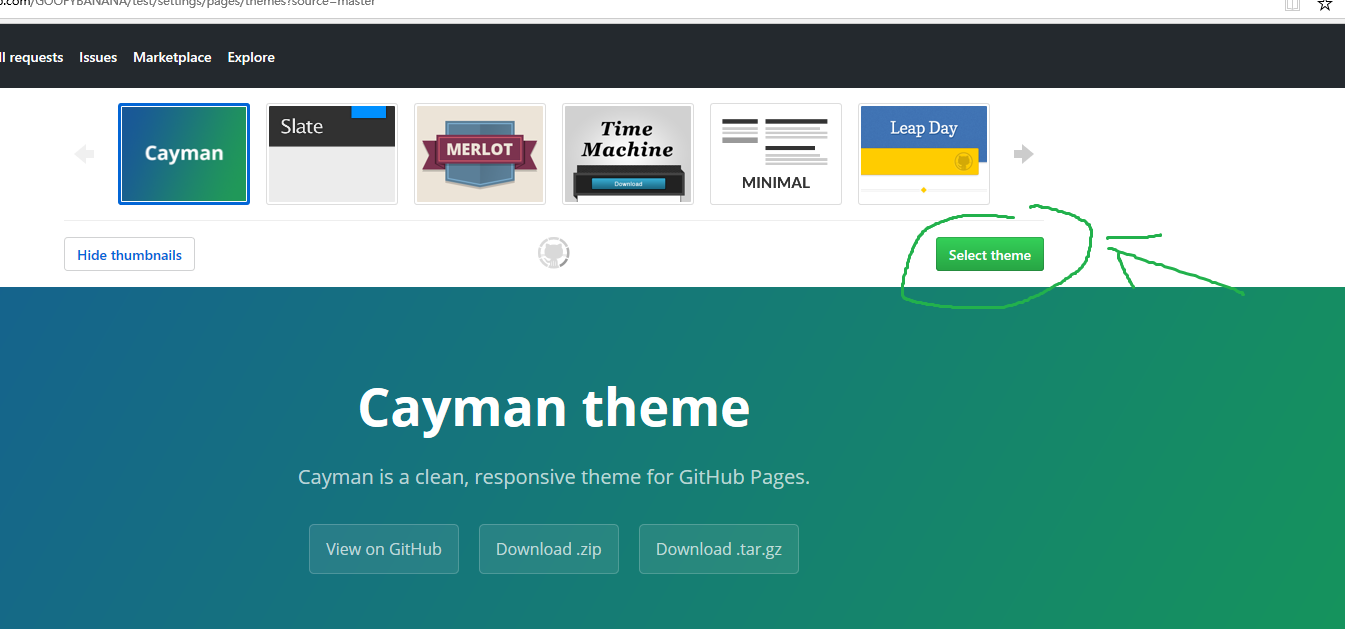 .com/GOOFYBANANA/test/settings/pages/themes?source=master
ll requests Issues Marketplace Explore
Cayman
Slate
MERLOT
Time Machine
Download
MINIMAL
Leap Day
Hide thumbnails
Select theme
Cayman theme
Cayman is a clean, responsive theme for GitHub Pages.
View on GitHub
Download .zip
Download .tar.gz